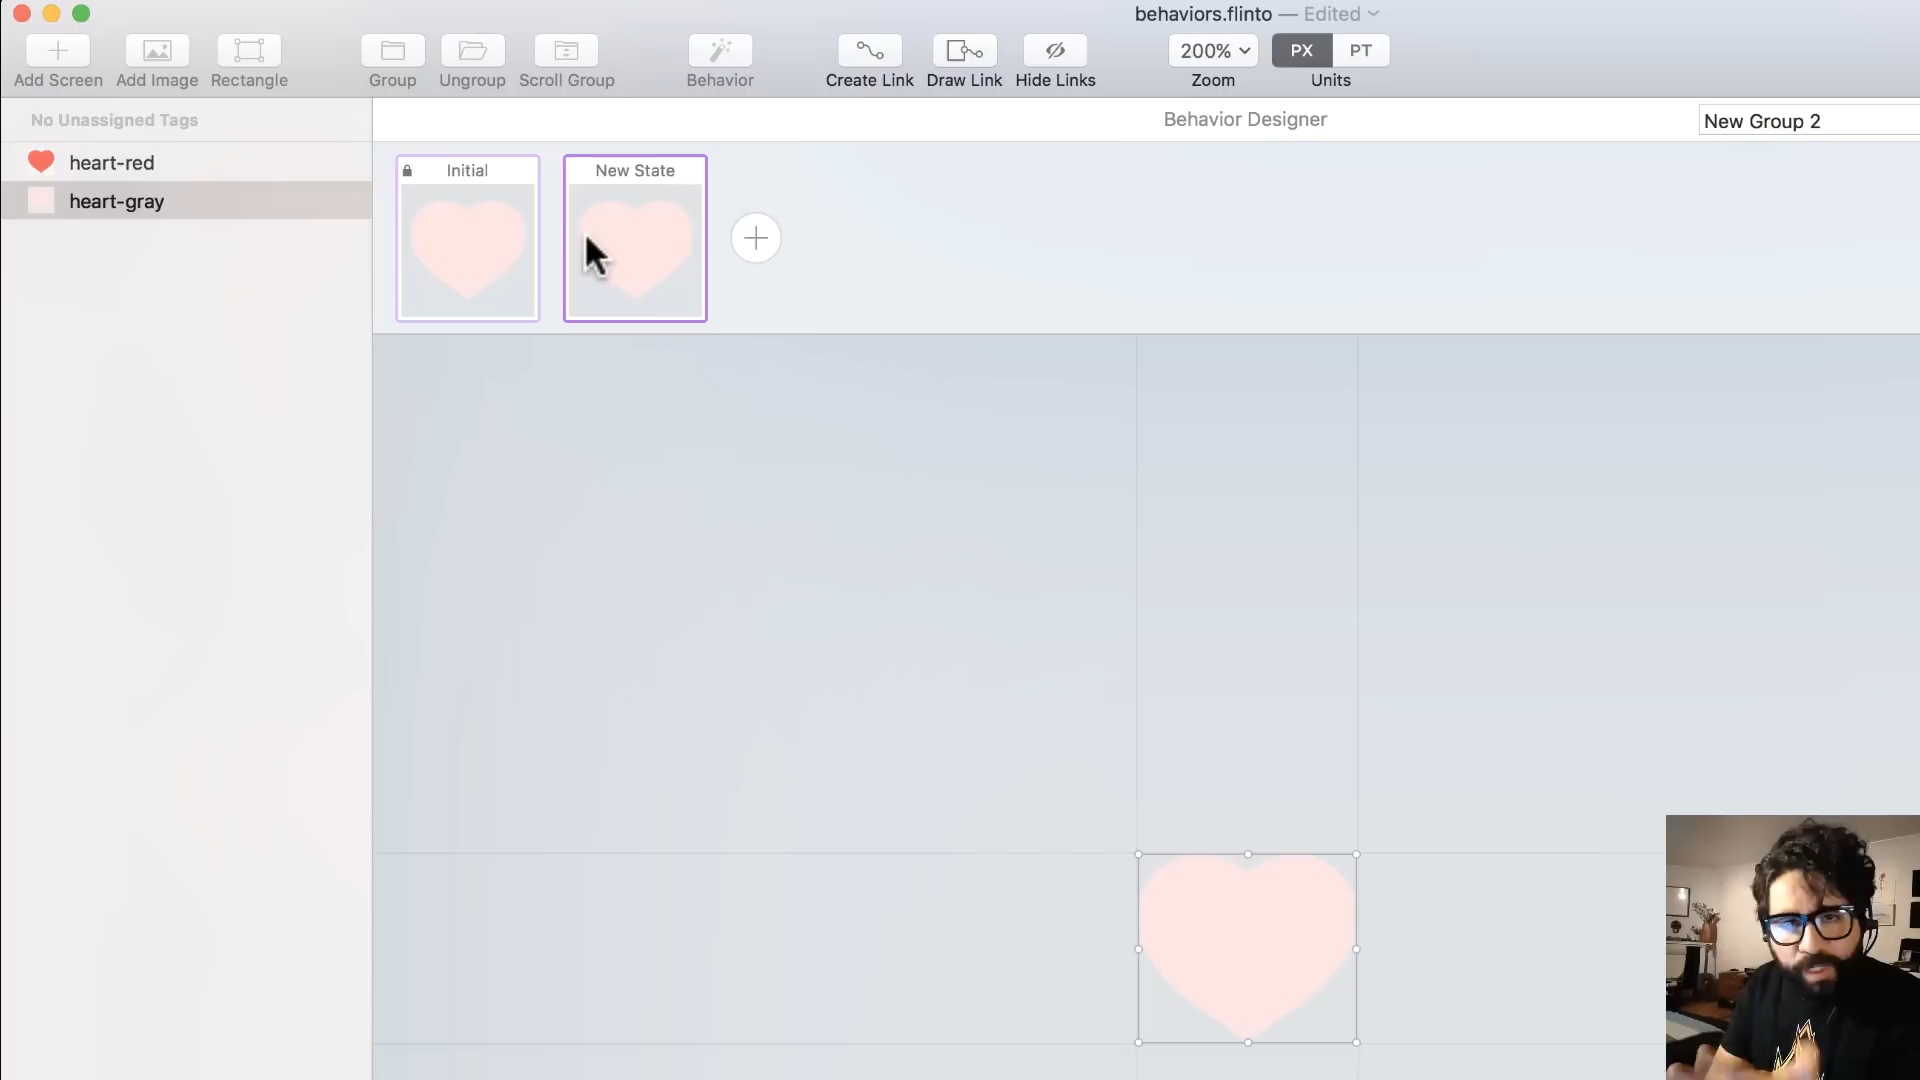 behaviors.flinto — Edited
Add Screen
Add Image
Rectangle
Group
Ungroup
Scroll Group
Behavior
Create Link
Draw Link
Hide Links
200%
Zoom
PX
PT
Units
No Unassigned Tags
Behavior Designer
New Group 2
heart-red
heart-gray
Initial
New State